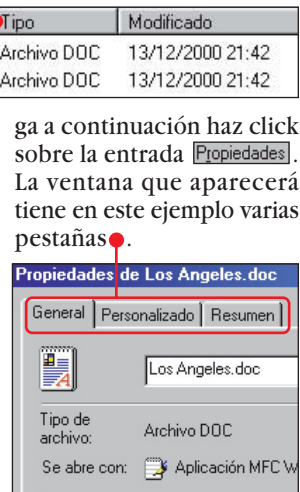 Tipo Modificado
Archivo DOC 13/12/2000 21:42
Archivo DOC 13/12/2000 21:42
ga a continuación haz click
sobre la entrada Propiedades.
La ventana que aparecerá
tiene en este ejemplo varias
pestañas.
Propiedades de Los Angeles.doc
General Personalizado Resumen
Los Angeles.doc
Tipo de
archivo: Archivo DOC
Se abre con: Aplicación MFC W